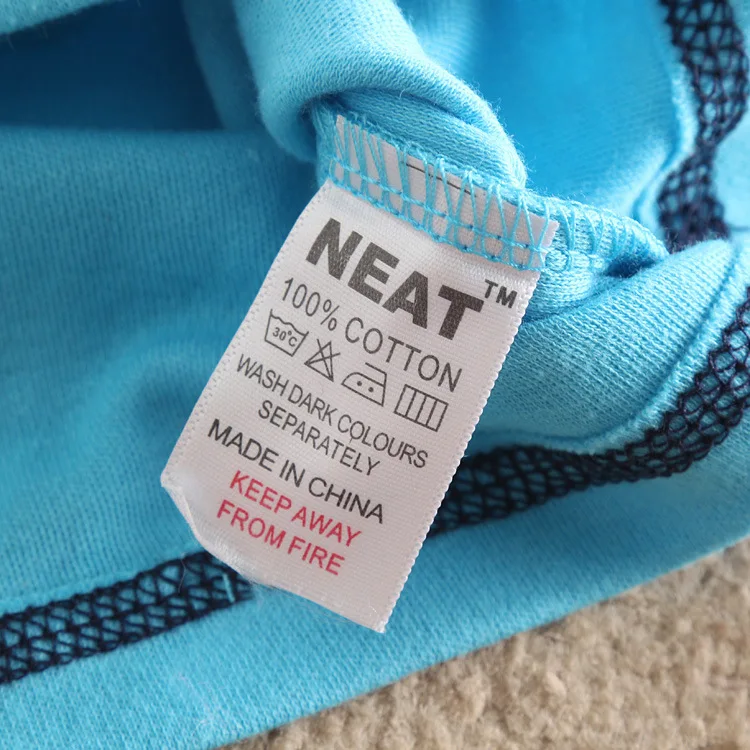 NEAT™
100% COTTON
30°C
WASH DARK COLOURS
SEPARATELY
MADE IN CHINA
KEEP AWAY
FROM FIRE